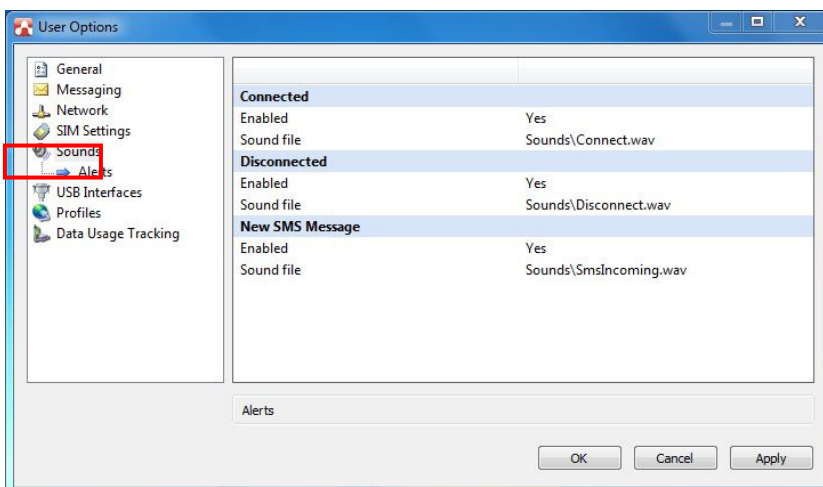 User Options
General
Messaging
Network
SIM Settings
Sounds
Alerts
USB Interfaces
Profiles
Data Usage Tracking
Connected
Enabled Yes
Sound file Sounds\Connect.wav
Disconnected
Enabled Yes
Sound file Sounds\Disconnect.wav
New SMS Message
Enabled Yes
Sound file Sounds\SmsIncoming.wav
Alerts
OK Cancel Apply